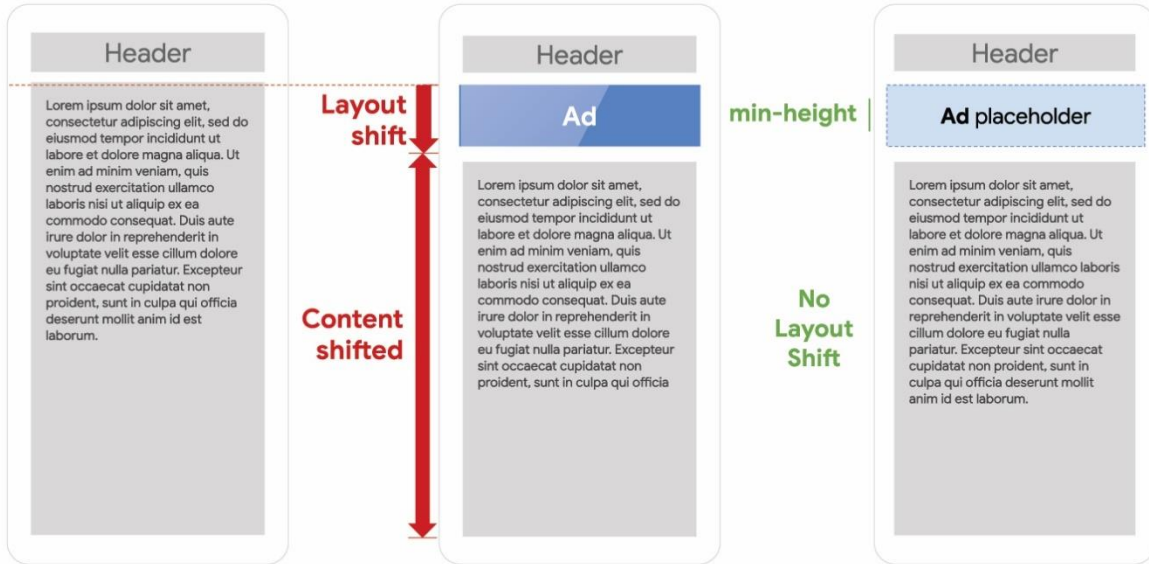 Header
Lorem ipsum dolor sit amet,
consectetur adipiscing elit, sed do
eiusmod tempor incididunt ut
labore et dolore magna aliqua. Ut
enim ad minim veniam, quis
nostrud exercitation ullamco
laboris nisi ut aliquip ex ea
commodo consequat. Duis aute
irure dolor in reprehenderit in
voluptate velit esse cillum dolore
eu fugiat nulla pariatur. Excepteur
sint occaecat cupidatat non
proident, sunt in culpa qui officia
deserunt mollit anim id est
laborum.
Layout
shift
Content
shifted
Header
Ad
Lorem ipsum dolor sit amet,
consectetur adipiscing elit, sed do
eiusmod tempor incididunt ut
labore et dolore magna aliqua. Ut
enim ad minim veniam, quis
nostrud exercitation ullamco
laboris nisi ut aliquip ex ea
commodo consequat. Duis aute
irure dolor in reprehenderit in
voluptate velit esse cillum dolore
eu fugiat nulla pariatur. Excepteur
sint occaecat cupidatat non
proident, sunt in culpa qui officia
min-height
No
Layout
Shift
Header
Ad placeholder
Lorem ipsum dolor sit amet,
consectetur adipiscing elit, sed do
eiusmod tempor incididunt ut
labore et dolore magna aliqua. Ut
enim ad minim veniam, quis
nostrud exercitation ullamco laboris
nisi ut aliquip ex ea commodo
consequat. Duis aute irure dolor in
reprehenderit in voluptate velit esse
cillum dolore eu fugiat nulla
pariatur. Excepteur sint occaecat
cupidatat non proident, sunt in
culpa qui officia deserunt mollit
anim id est laborum.